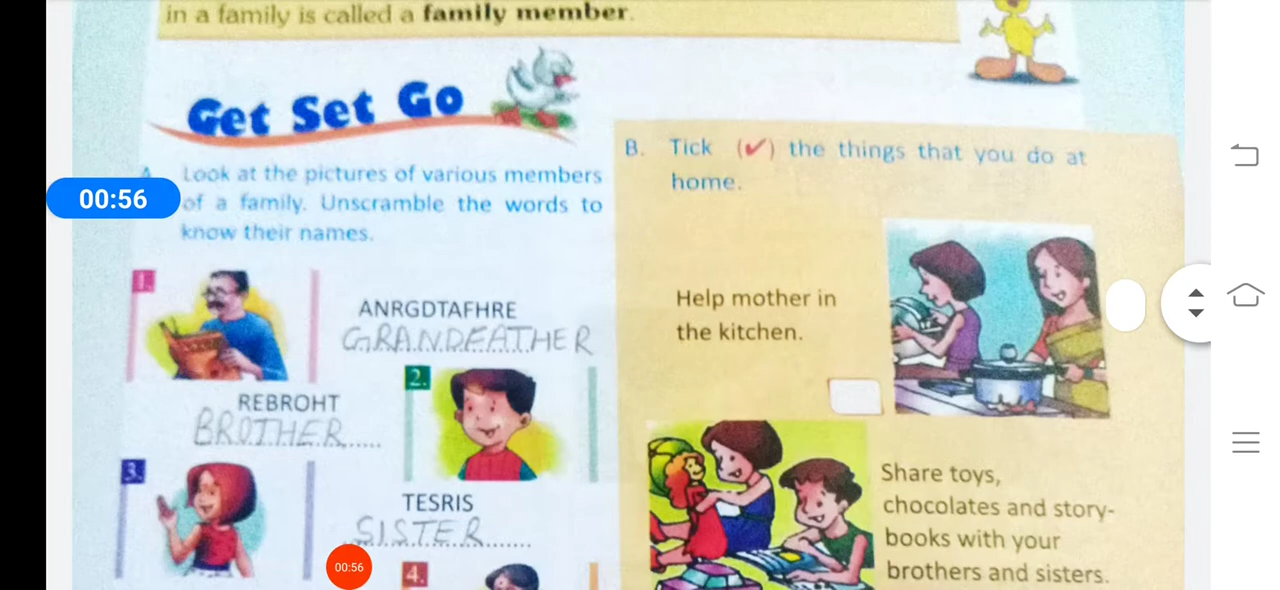 in a family is called a family member.
Get Set Go
A. Look at the pictures of various members
of a family. Unscramble the words to
know their names.
1.
ANRGDTAFHRE
GRANDFATHER
2.
REBROHT
BROTHER
3.
TESRIS
SISTER
4.
B. Tick (✔) the things that you do at
home.
Help mother in
the kitchen.
Share toys,
chocolates and story-
books with your
brothers and sisters.
00:56
00:56